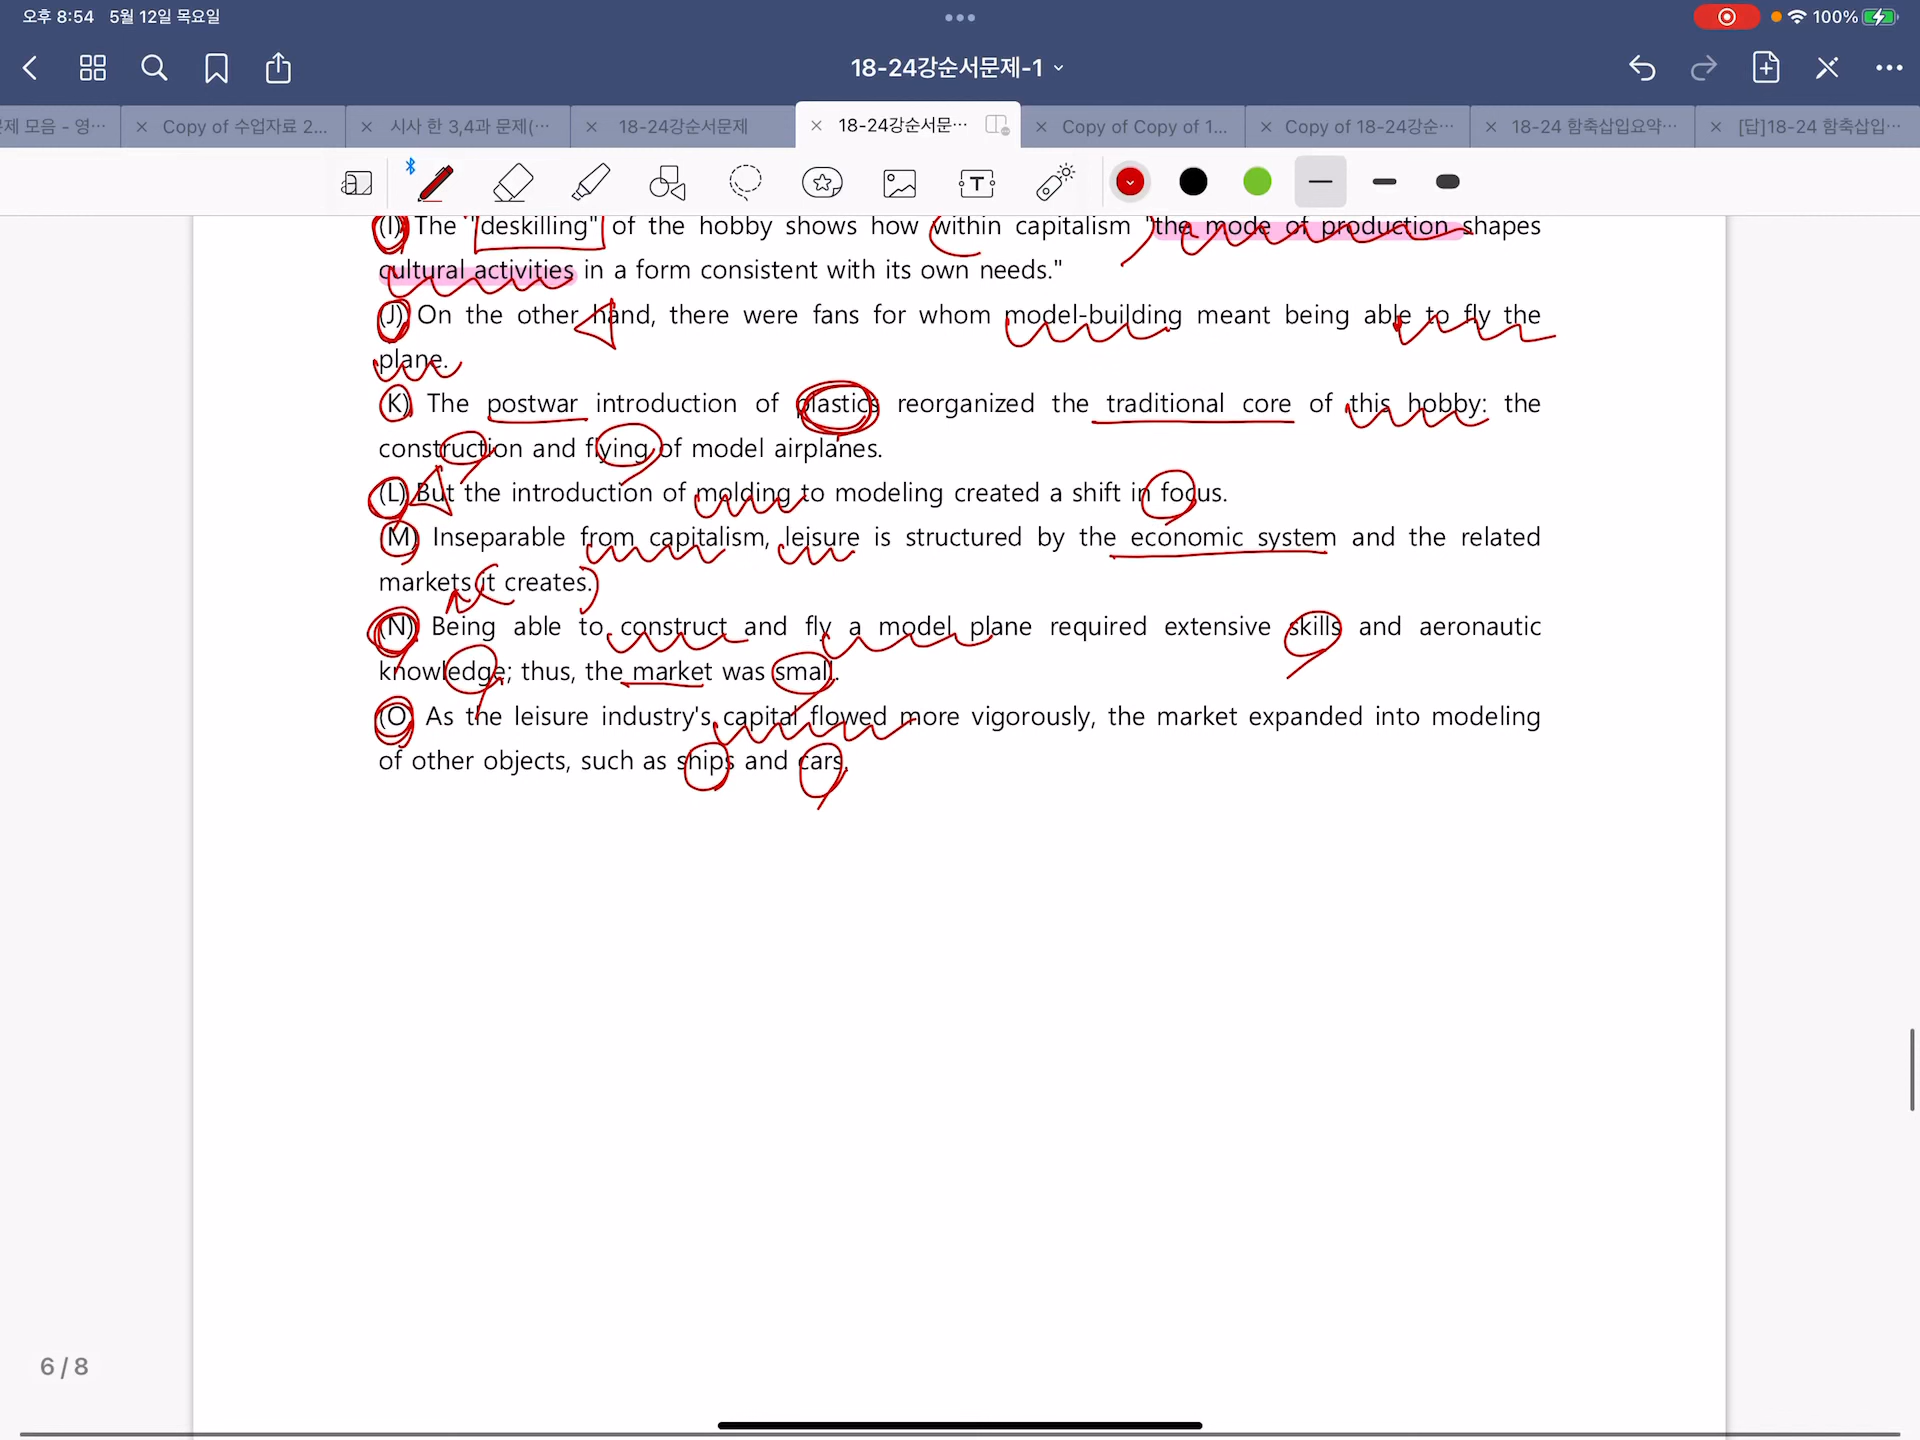 오후 8:54 5월 12일 목요일
100%
18-24강순서문제-1
문제 모음 - 영…
Copy of 수업자료 2...
시사 한 3,4과 문제(…
18-24강순서문제
18-24강순서문…
Copy of Copy of 1...
Copy of 18-24강순…
18-24 함축삽입요약…
[답]18-24 함축삽입…
(I) The "deskilling" of the hobby shows how within capitalism "the mode of production shapes
cultural activities in a form consistent with its own needs."
(J) On the other hand, there were fans for whom model-building meant being able to fly the
plane.
(K) The postwar introduction of plastics reorganized the traditional core of this hobby: the
construction and flying of model airplanes.
(L) But the introduction of molding to modeling created a shift in focus.
(M) Inseparable from capitalism, leisure is structured by the economic system and the related
markets it creates.
(N) Being able to construct and fly a model plane required extensive skills and aeronautic
knowledge; thus, the market was small.
(O) As the leisure industry's capital flowed more vigorously, the market expanded into modeling
of other objects, such as ships and cars.
6 / 8